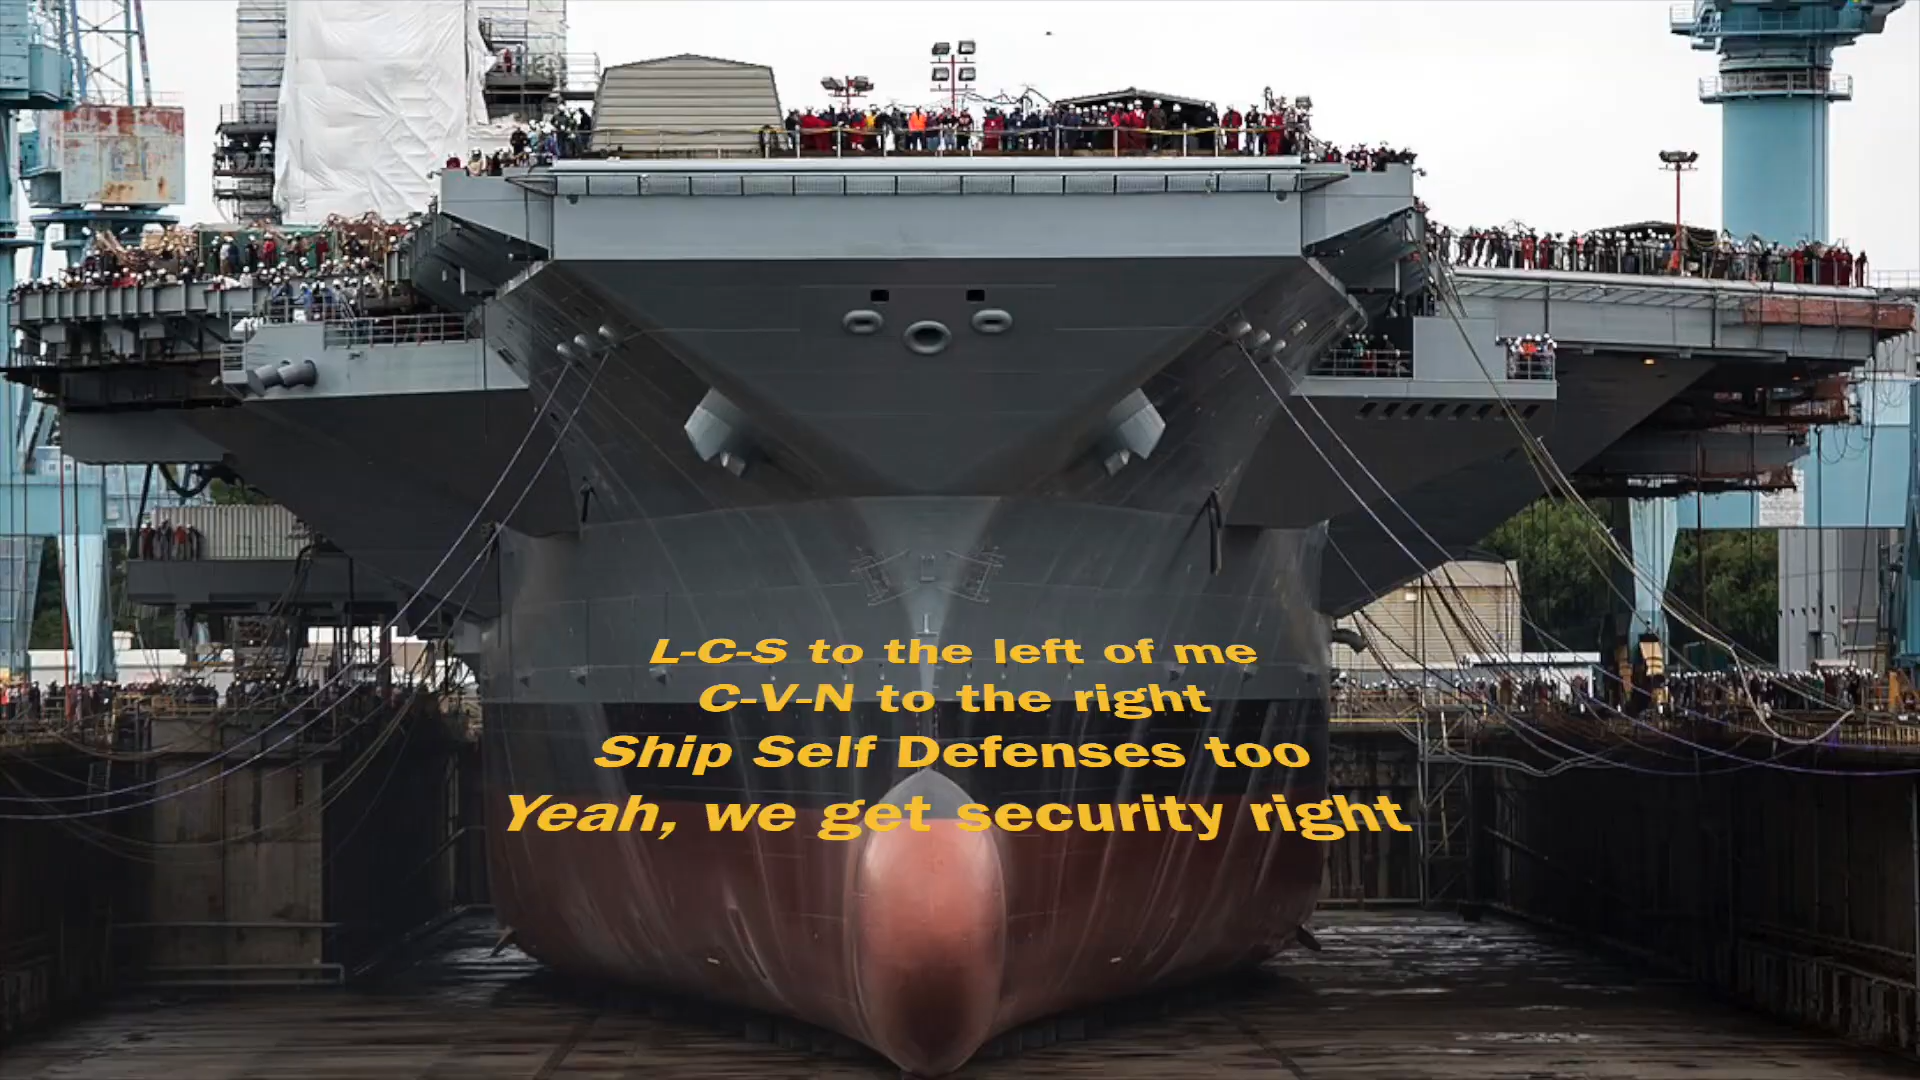 L-C-S to the left of me
C-V-N to the right
Ship Self Defenses too
Yeah, we get security right